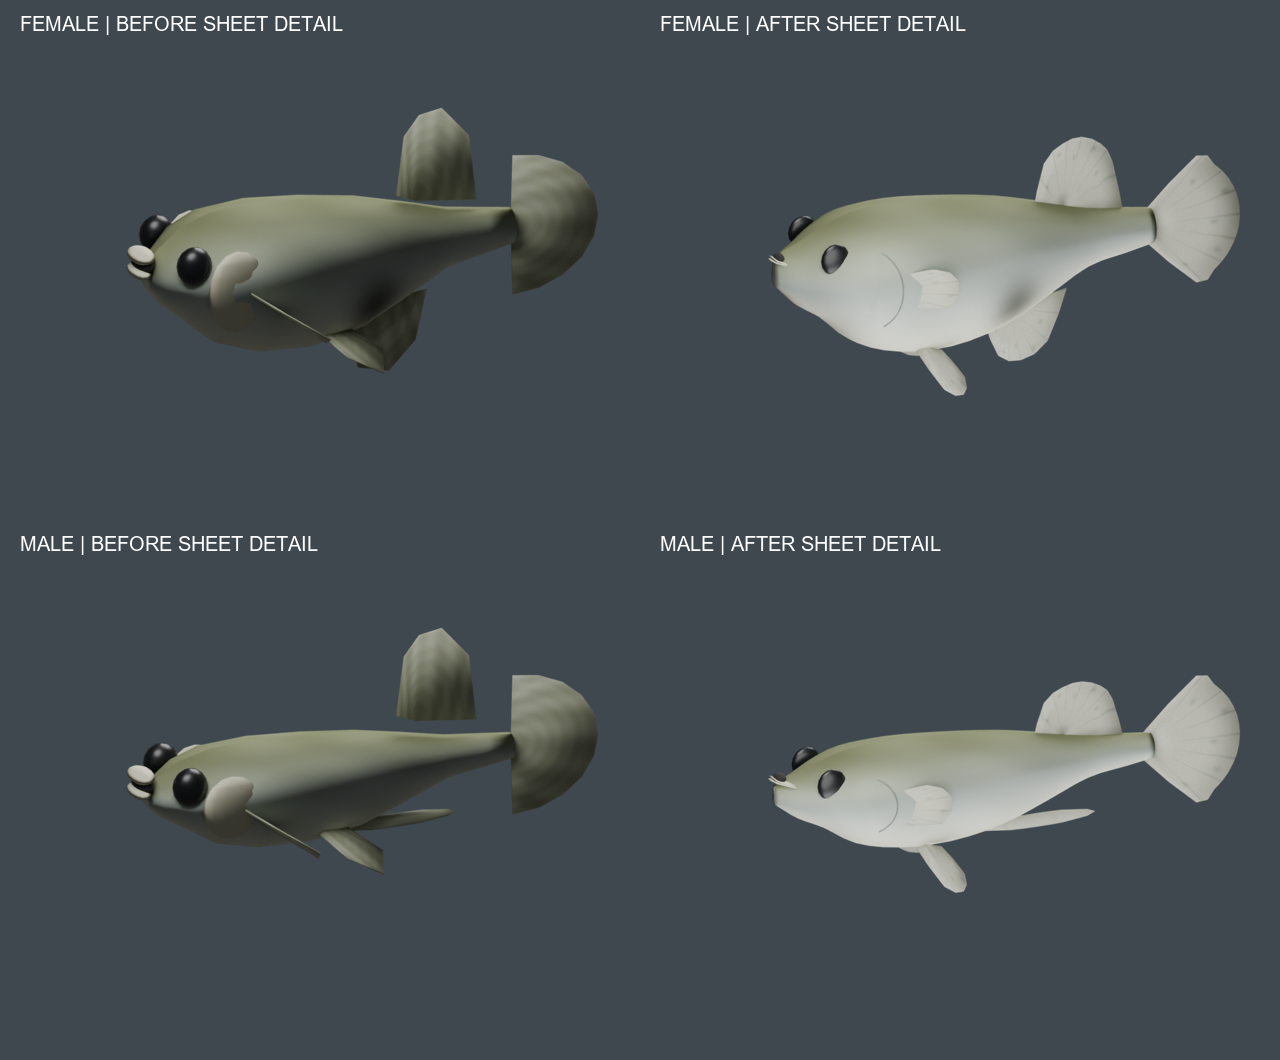 FEMALE | BEFORE SHEET DETAIL
FEMALE | AFTER SHEET DETAIL
MALE | BEFORE SHEET DETAIL
MALE | AFTER SHEET DETAIL